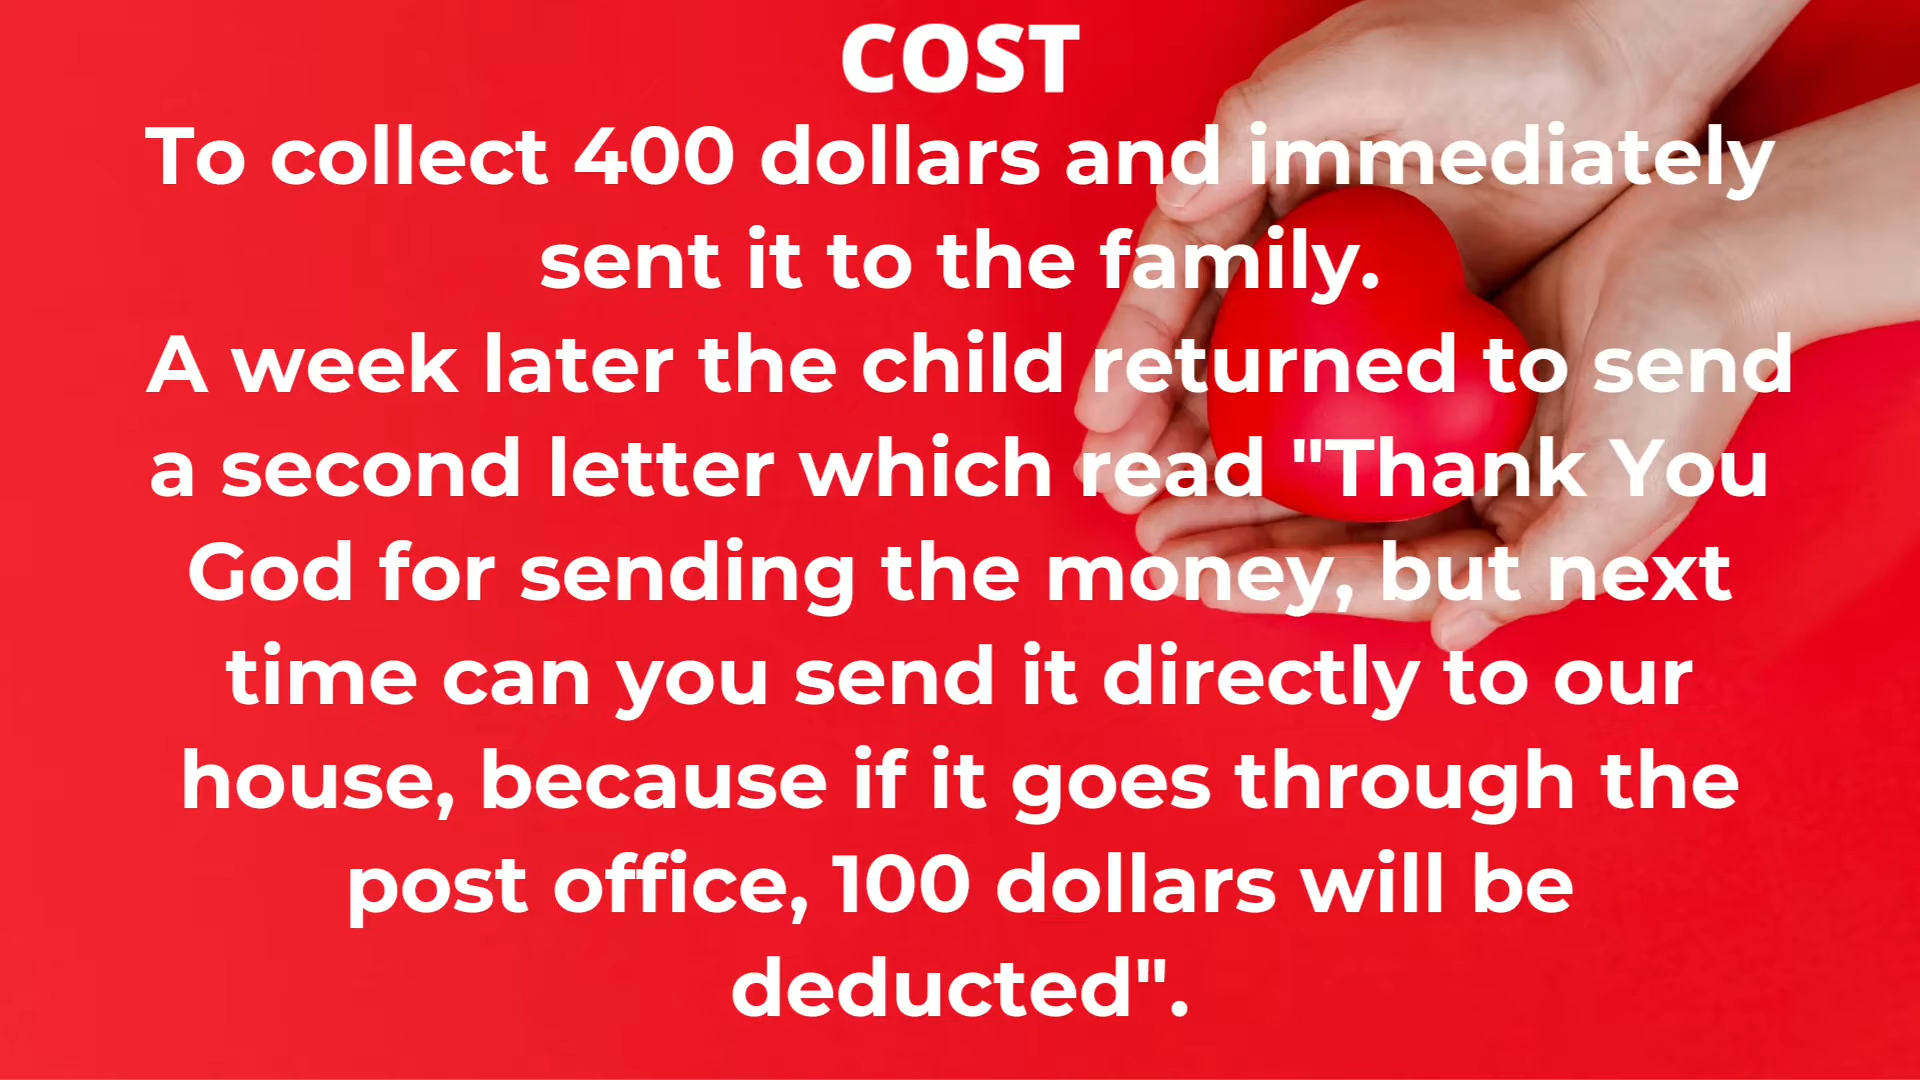 COST
To collect 400 dollars and immediately
sent it to the family.
A week later the child returned to send
a second letter which read "Thank You
God for sending the money, but next
time can you send it directly to our
house, because if it goes through the
post office, 100 dollars will be
deducted".